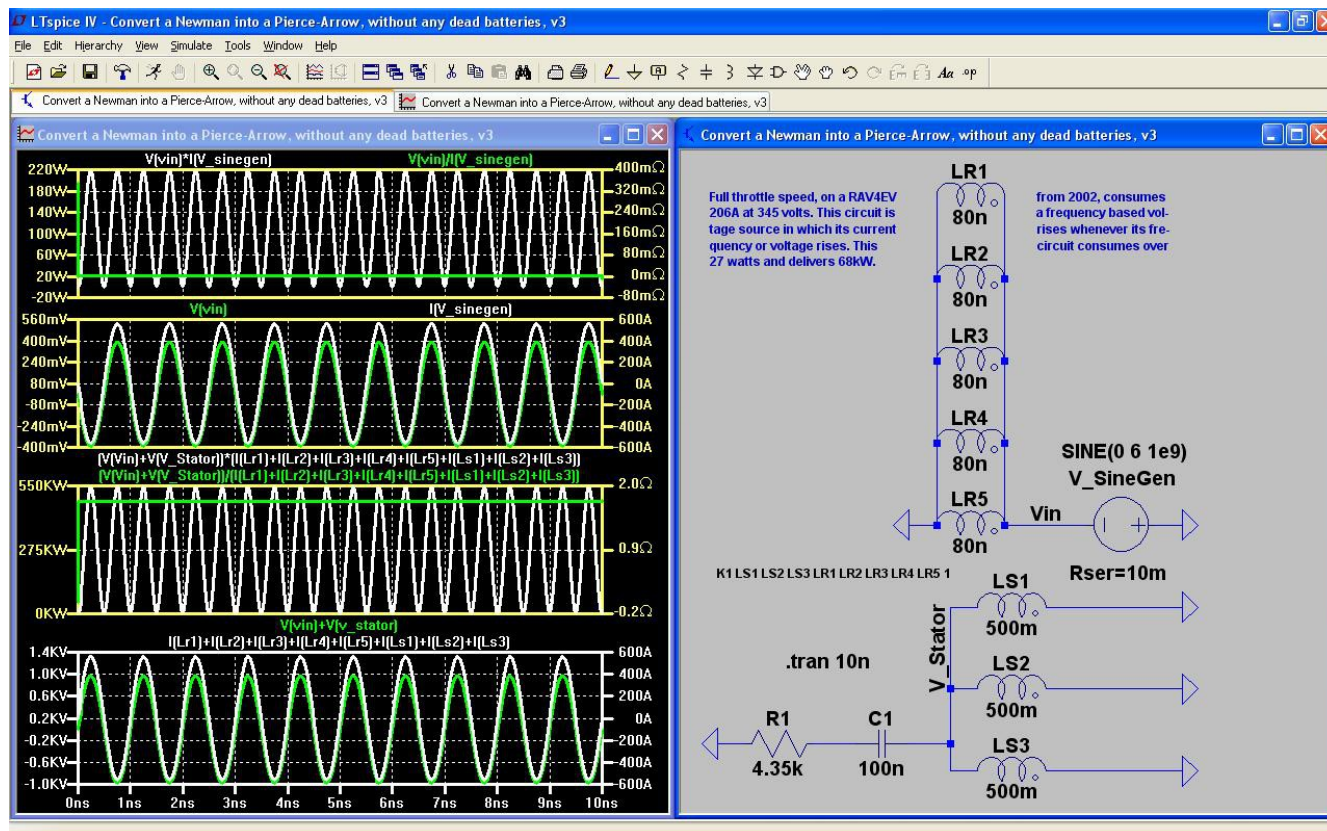 LTspice IV - Convert a Newman into a Pierce-Arrow, without any dead batteries, v3
File Edit Hierarchy View Simulate Tools Window Help
Aa .op
Convert a Newman into a Pierce-Arrow, without any dead batteries, v3 Convert a Newman into a Pierce-Arrow, without any dead batteries, v3
Convert a Newman into a Pierce-Arrow, without any dead batteries, v3
V(vin)*I(V_sinegen) V(vin)/I(V_sinegen)
220W 400mΩ
180W 320mΩ
140W 240mΩ
100W 160mΩ
60W 80mΩ
20W 0mΩ
-20W -80mΩ
V(vin) I(V_sinegen)
560mV 600A
400mV 400A
240mV 200A
80mV 0A
-80mV -200A
-240mV -400A
-400mV -600A
(V(Vin)+V(V_Stator))*(I(Lr1)+I(Lr2)+I(Lr3)+I(Lr4)+I(Lr5)+I(Ls1)+I(Ls2)+I(Ls3))
(V(Vin)+V(V_Stator))/(I(Lr1)+I(Lr2)+I(Lr3)+I(Lr4)+I(Lr5)+I(Ls1)+I(Ls2)+I(Ls3))
550KW 2.0Ω
275KW 0.9Ω
0KW -0.2Ω
V(vin)+V(v_stator)
I(Lr1)+I(Lr2)+I(Lr3)+I(Lr4)+I(Lr5)+I(Ls1)+I(Ls2)+I(Ls3)
1.4KV 600A
1.0KV 400A
0.6KV 200A
0.2KV 0A
-0.2KV -200A
-0.6KV -400A
-1.0KV -600A
0ns 1ns 2ns 3ns 4ns 5ns 6ns 7ns 8ns 9ns 10ns
Convert a Newman into a Pierce-Arrow, without any dead batteries, v3
Full throttle speed, on a RAV4EV from 2002, consumes
206A at 345 volts. This circuit is a frequency based vol-
tage source in which its current rises whenever its fre-
quency or voltage rises. This circuit consumes over
27 watts and delivers 68kW.
LR1
80n
LR2
80n
LR3
80n
LR4
80n
LR5
80n
SINE(0 6 1e9)
V_SineGen
Vin
Rser=10m
K1 LS1 LS2 LS3 LR1 LR2 LR3 LR4 LR5 1
LS1
500m
V_Stator
.tran 10n
LS2
500m
R1 C1
4.35k 100n
LS3
500m